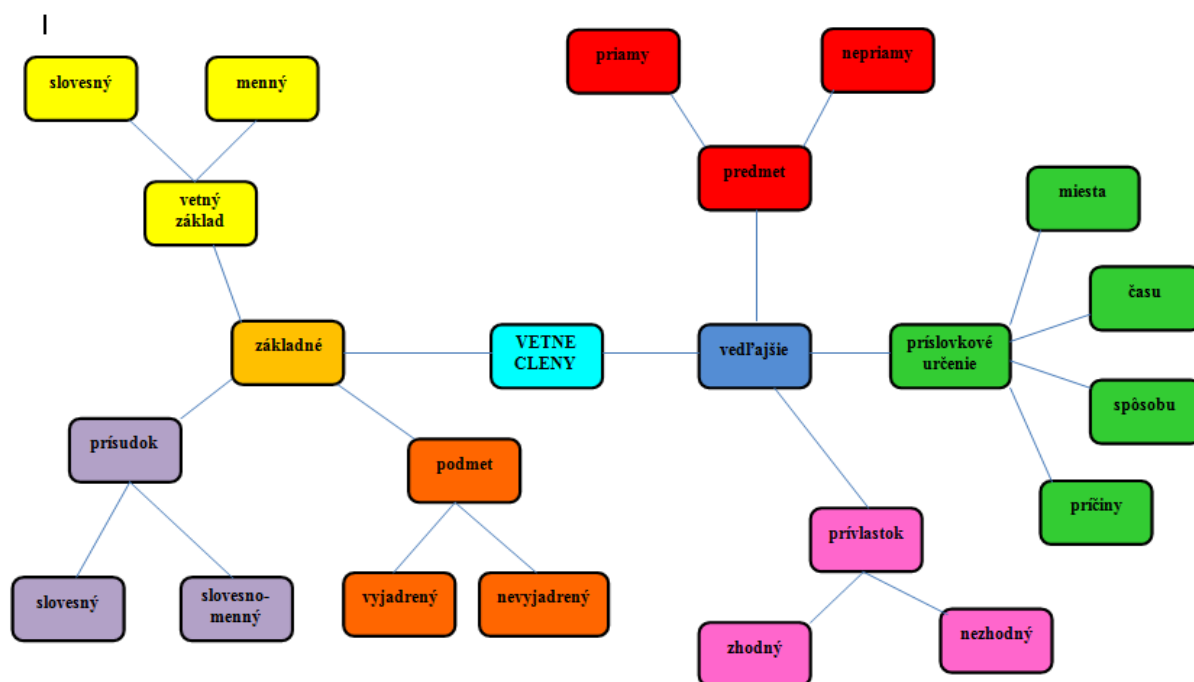 slovesný
menný
vetný
základ
priamy
nepriamy
predmet
miesta
času
základné
VETNE
CLENY
vedľajšie
príslovkové
určenie
spôsobu
prísudok
podmet
príčiny
prívlastok
slovesný
slovesno-
menný
vyjadrený
nevyjadrený
zhodný
nezhodný